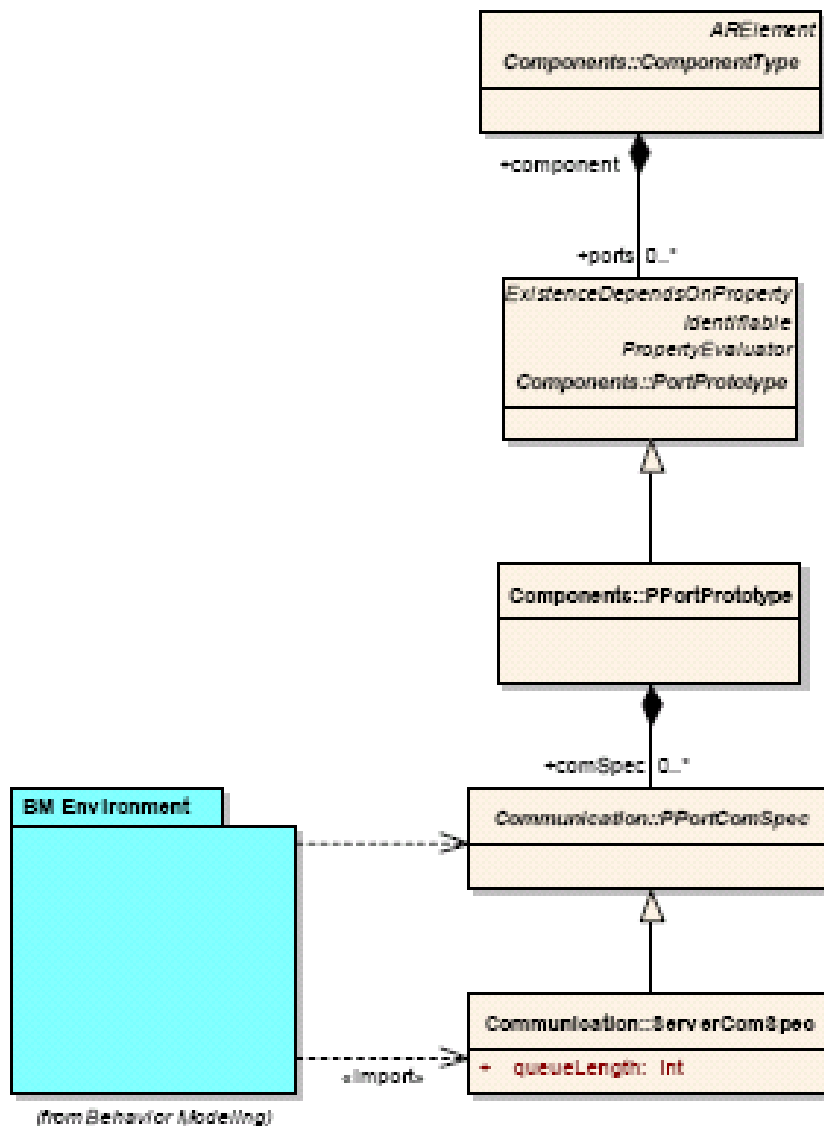 ARElement
Components::ComponentType
+component
+ports 0..*
ExistenceDependsOnProperty
Identifiable
PropertyEvaluator
Components::PortPrototype
Components::PPortPrototype
+comSpec 0..*
BM Environment
Communication::PPortComSpec
Communication::ServerComSpec
+ queueLength: Int
«import»
(from Behavior Modeling)